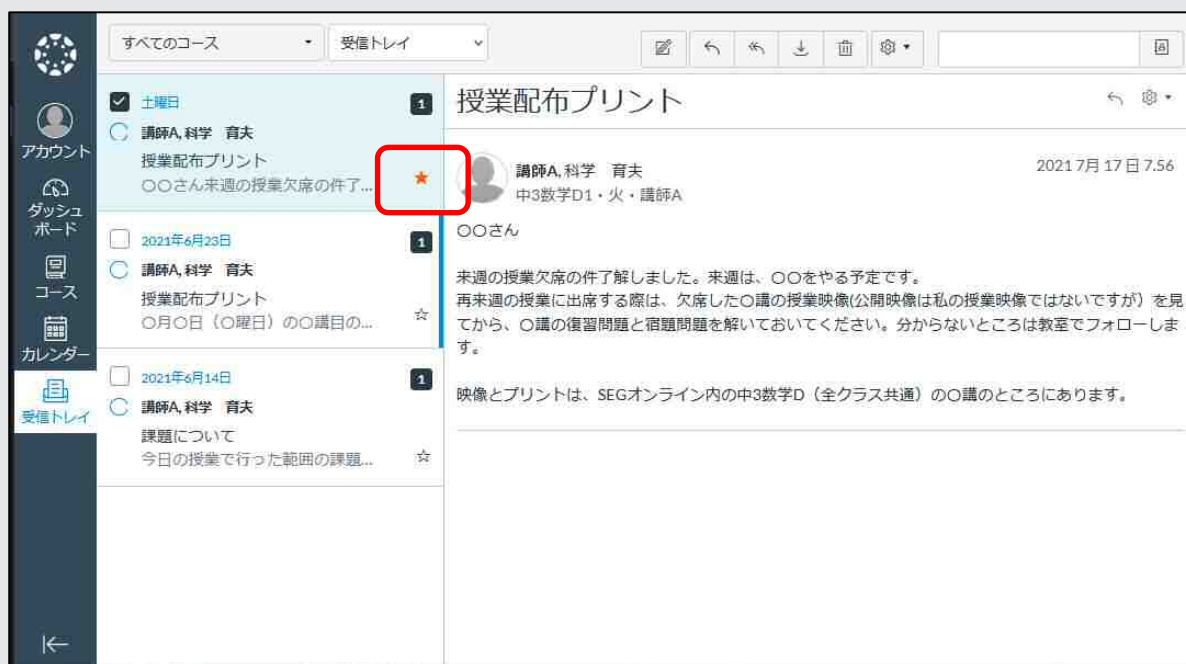 すべてのコース
受信トレイ
アカウント
ダッシュ
ボード
コース
カレンダー
受信トレイ
土曜日
1
講師A, 科学　育夫
授業配布プリント
〇〇さん来週の授業欠席の件了...
2021年6月23日
1
講師A, 科学　育夫
授業配布プリント
〇月〇日（〇曜日）の〇講目の...
2021年6月14日
1
講師A, 科学　育夫
課題について
今日の授業で行った範囲の課題...
授業配布プリント
講師A, 科学　育夫
2021 7月 17 日 7.56
中3数学D1・火・講師A
〇〇さん
来週の授業欠席の件了解しました。来週は、〇〇をやる予定です。
再来週の授業に出席する際は、欠席した〇講の授業映像(公開映像は私の授業映像ではないですが）を見
てから、〇講の復習問題と宿題問題を解いておいてください。分からないところは教室でフォローしま
す。
映像とプリントは、SEGオンライン内の中3数学D（全クラス共通）の〇講のところにあります。